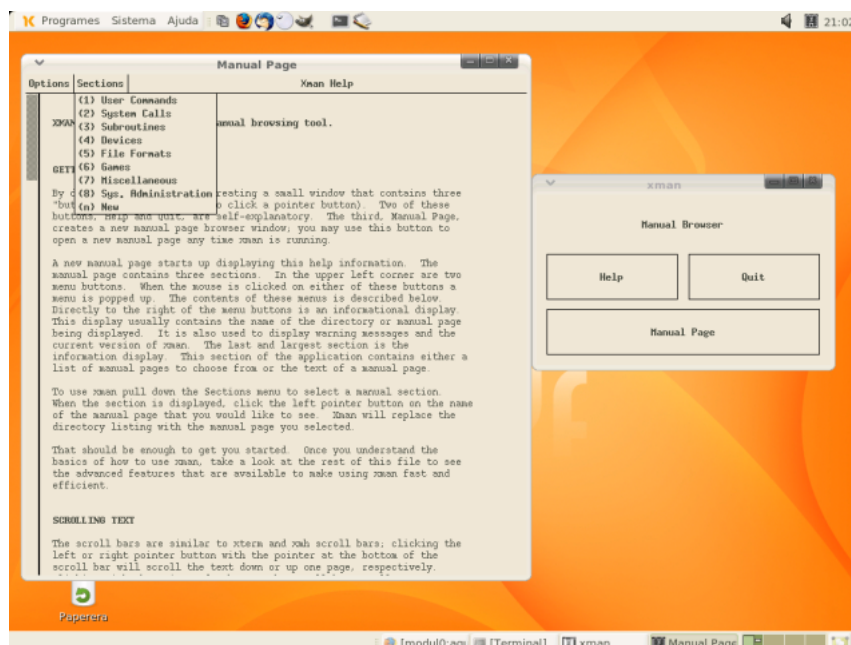 Programes Sistema Ajuda
21:02
Manual Page
Options Sections Xman Help
(1) User Commands
(2) System Calls
(3) Subroutines
(4) Devices
(5) File Formats
(6) Games
(7) Miscellaneous
(8) Sys. Administration
(n) New
XMAN anual browsing tool.
GETT
By d reating a small window that contains three
"but o click a pointer button). Two of these
buttons, Help and Quit, are self-explanatory. The third, Manual Page,
creates a new manual page browser window; you may use this button to
open a new manual page any time xman is running.
A new manual page starts up displaying this help information. The
manual page contains three sections. In the upper left corner are two
menu buttons. When the mouse is clicked on either of these buttons a
menu is popped up. The contents of these menus is described below.
Directly to the right of the menu buttons is an informational display.
This display usually contains the name of the directory or manual page
being displayed. It is also used to display warning messages and the
current version of xman. The last and largest section is the
information display. This section of the application contains either a
list of manual pages to choose from or the text of a manual page.
To use xman pull down the Sections menu to select a manual section.
When the section is displayed, click the left pointer button on the name
of the manual page that you would like to see. Xman will replace the
directory listing with the manual page you selected.
That should be enough to get you started. Once you understand the
basics of how to use xman, take a look at the rest of this file to see
the advanced features that are available to make using xman fast and
efficient.
SCROLLING TEXT
The scroll bars are similar to xterm and xmh scroll bars; clicking the
left or right pointer button with the pointer at the bottom of the
scroll bar will scroll the text down or up one page, respectively.
xman
Manual Browser
Help Quit
Manual Page
Paperera
[modul0:aqu [Terminal] xman Manual Page